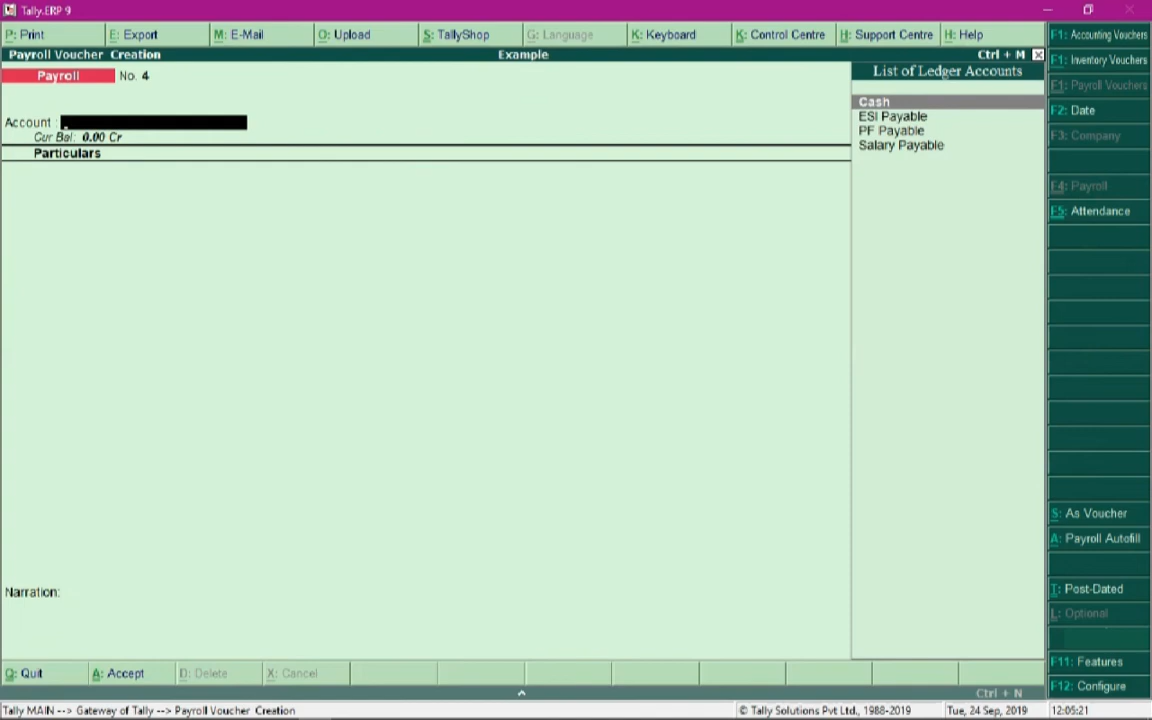 Tally.ERP 9
P: Print
E: Export
M: E-Mail
O: Upload
S: TallyShop
G: Language
K: Keyboard
K: Control Centre
H: Support Centre
H: Help
Payroll Voucher Creation
Example
Ctrl + M
Payroll
No. 4
Account :
Cur Bal: 0.00 Cr
Particulars
List of Ledger Accounts
Cash
ESI Payable
PF Payable
Salary Payable
F1: Accounting Vouchers
F1: Inventory Vouchers
F1: Payroll Vouchers
F2: Date
F3: Company
F4: Payroll
F5: Attendance
S: As Voucher
A: Payroll Autofill
T: Post-Dated
L: Optional
F11: Features
F12: Configure
Narration:
Q: Quit
A: Accept
D: Delete
X: Cancel
Ctrl + N
Tally MAIN --> Gateway of Tally --> Payroll Voucher Creation
© Tally Solutions Pvt Ltd., 1988-2019
Tue, 24 Sep, 2019
12:05:21